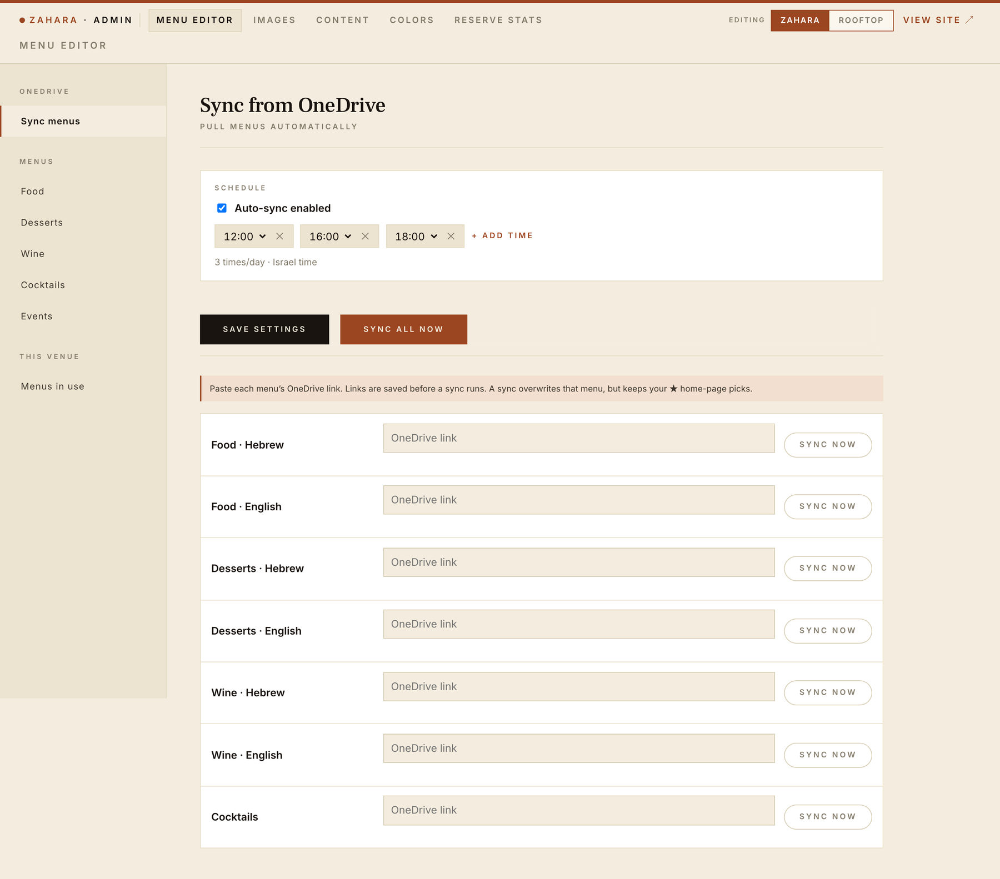 ZAHARA · ADMIN MENU EDITOR IMAGES CONTENT COLORS RESERVE STATS EDITING ZAHARA ROOFTOP VIEW SITE ↗
MENU EDITOR
ONEDRIVE
Sync menus
MENUS
Food
Desserts
Wine
Cocktails
Events
THIS VENUE
Menus in use
Sync from OneDrive
PULL MENUS AUTOMATICALLY
SCHEDULE
Auto-sync enabled
12:00 × 16:00 × 18:00 × + ADD TIME
3 times/day · Israel time
SAVE SETTINGS SYNC ALL NOW
Paste each menu’s OneDrive link. Links are saved before a sync runs. A sync overwrites that menu, but keeps your ★ home-page picks.
Food · Hebrew OneDrive link SYNC NOW
Food · English OneDrive link SYNC NOW
Desserts · Hebrew OneDrive link SYNC NOW
Desserts · English OneDrive link SYNC NOW
Wine · Hebrew OneDrive link SYNC NOW
Wine · English OneDrive link SYNC NOW
Cocktails OneDrive link SYNC NOW